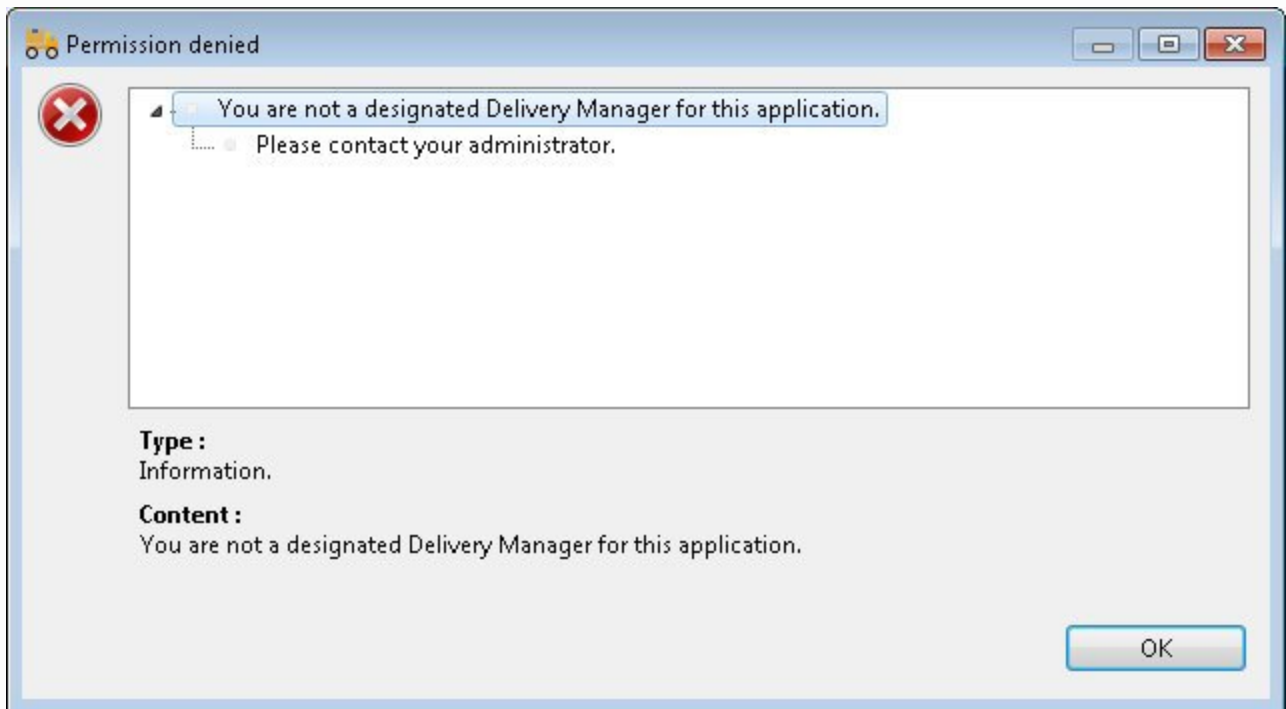 Permission denied
You are not a designated Delivery Manager for this application.
Please contact your administrator.
Type :
Information.
Content :
You are not a designated Delivery Manager for this application.
OK